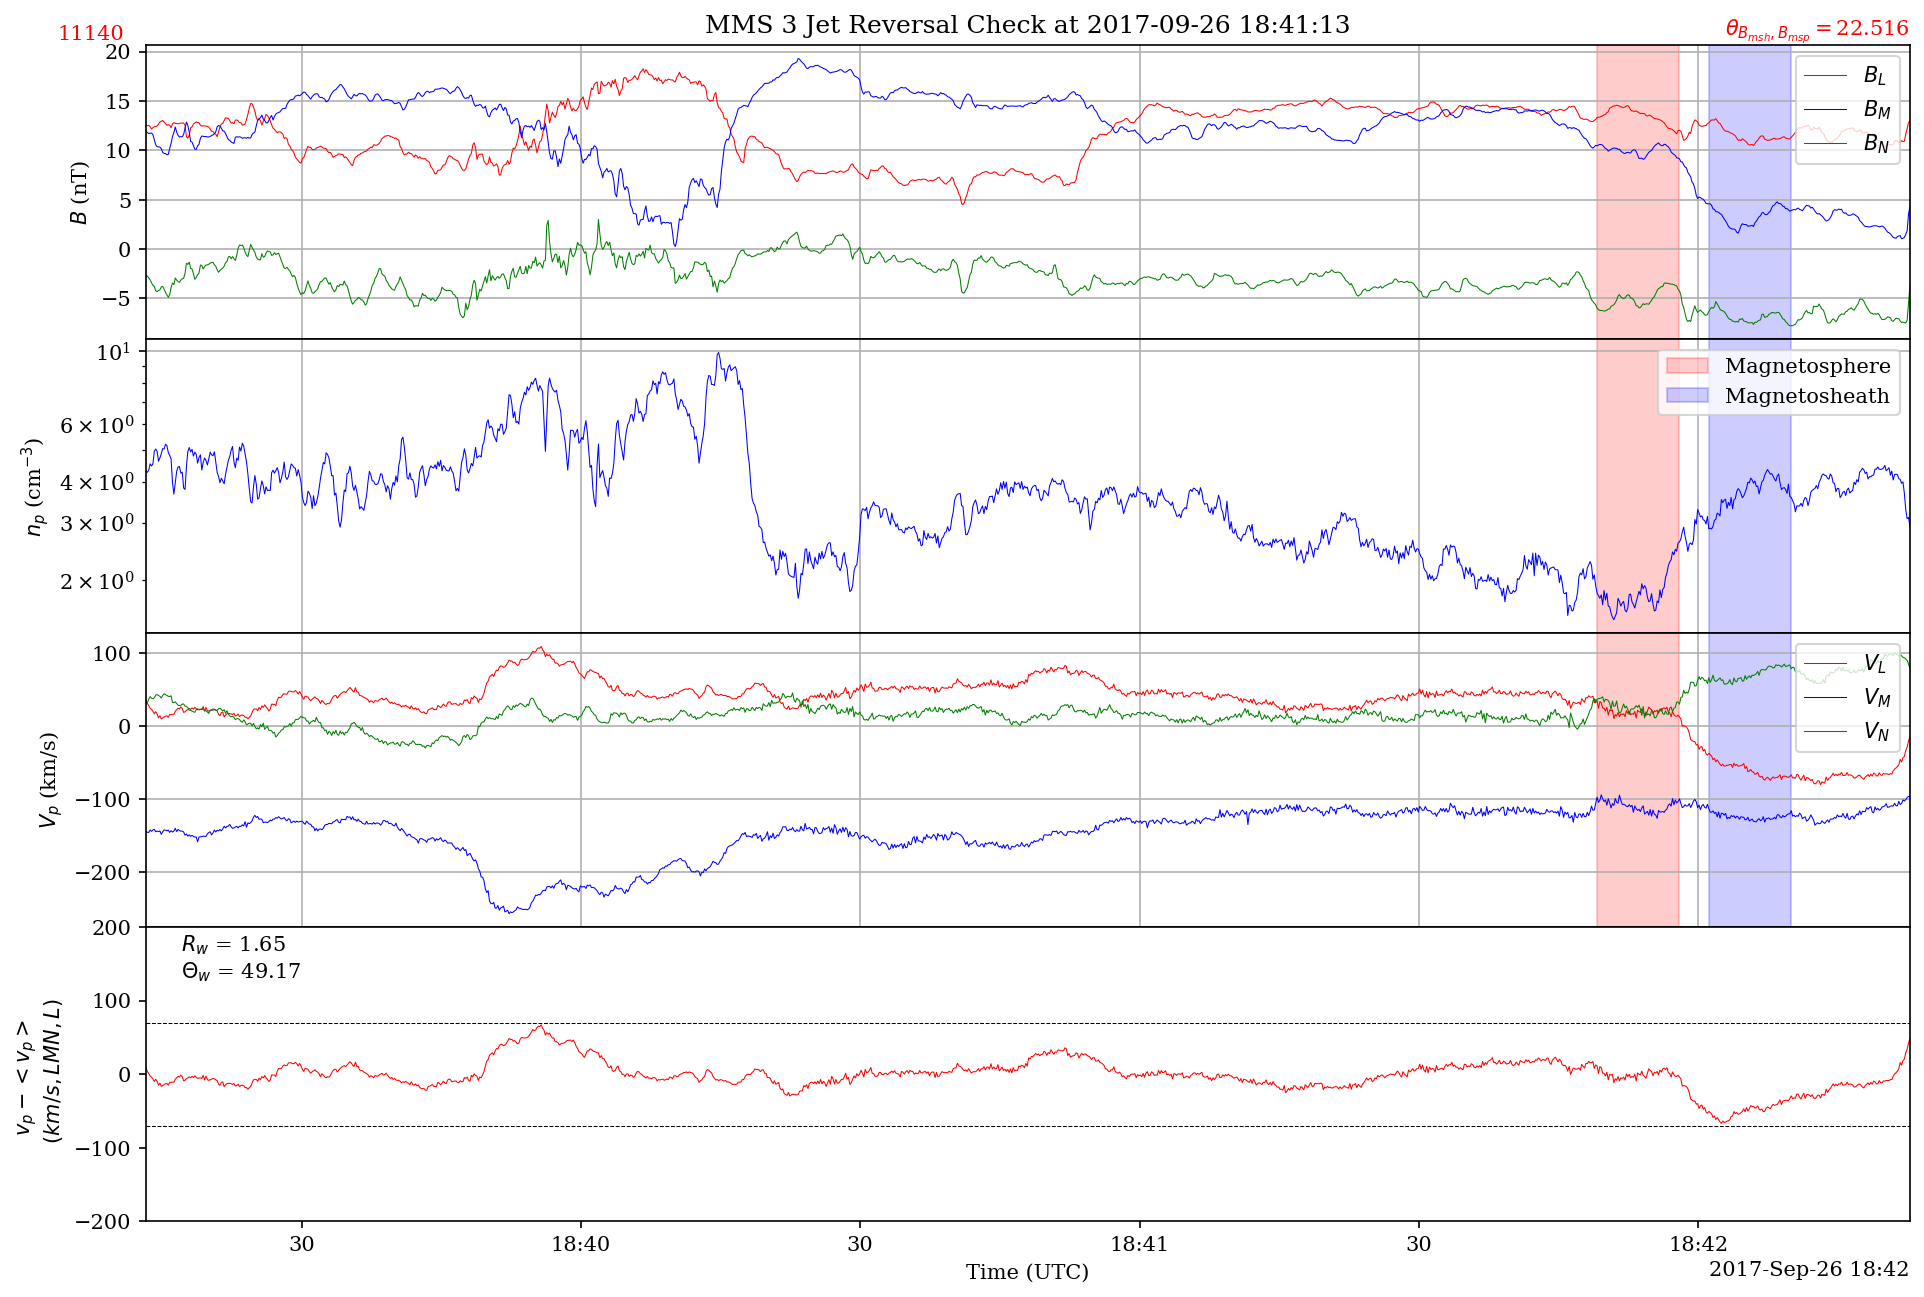 MMS 3 Jet Reversal Check at 2017-09-26 18:41:13
11140
θ_{B_{msh}, B_{msp}} = 22.516
20
15
10
5
0
−5
B (nT)
B_L
B_M
B_N
10^1
6 × 10^0
4 × 10^0
3 × 10^0
2 × 10^0
n_p (cm^{−3})
Magnetosphere
Magnetosheath
100
0
−100
−200
V_p (km/s)
V_L
V_M
V_N
200
100
0
−100
−200
v_p − < v_p >
(km/s, LMN, L)
R_w = 1.65
Θ_w = 49.17
30 18:40 30 18:41 30 18:42
Time (UTC)
2017-Sep-26 18:42